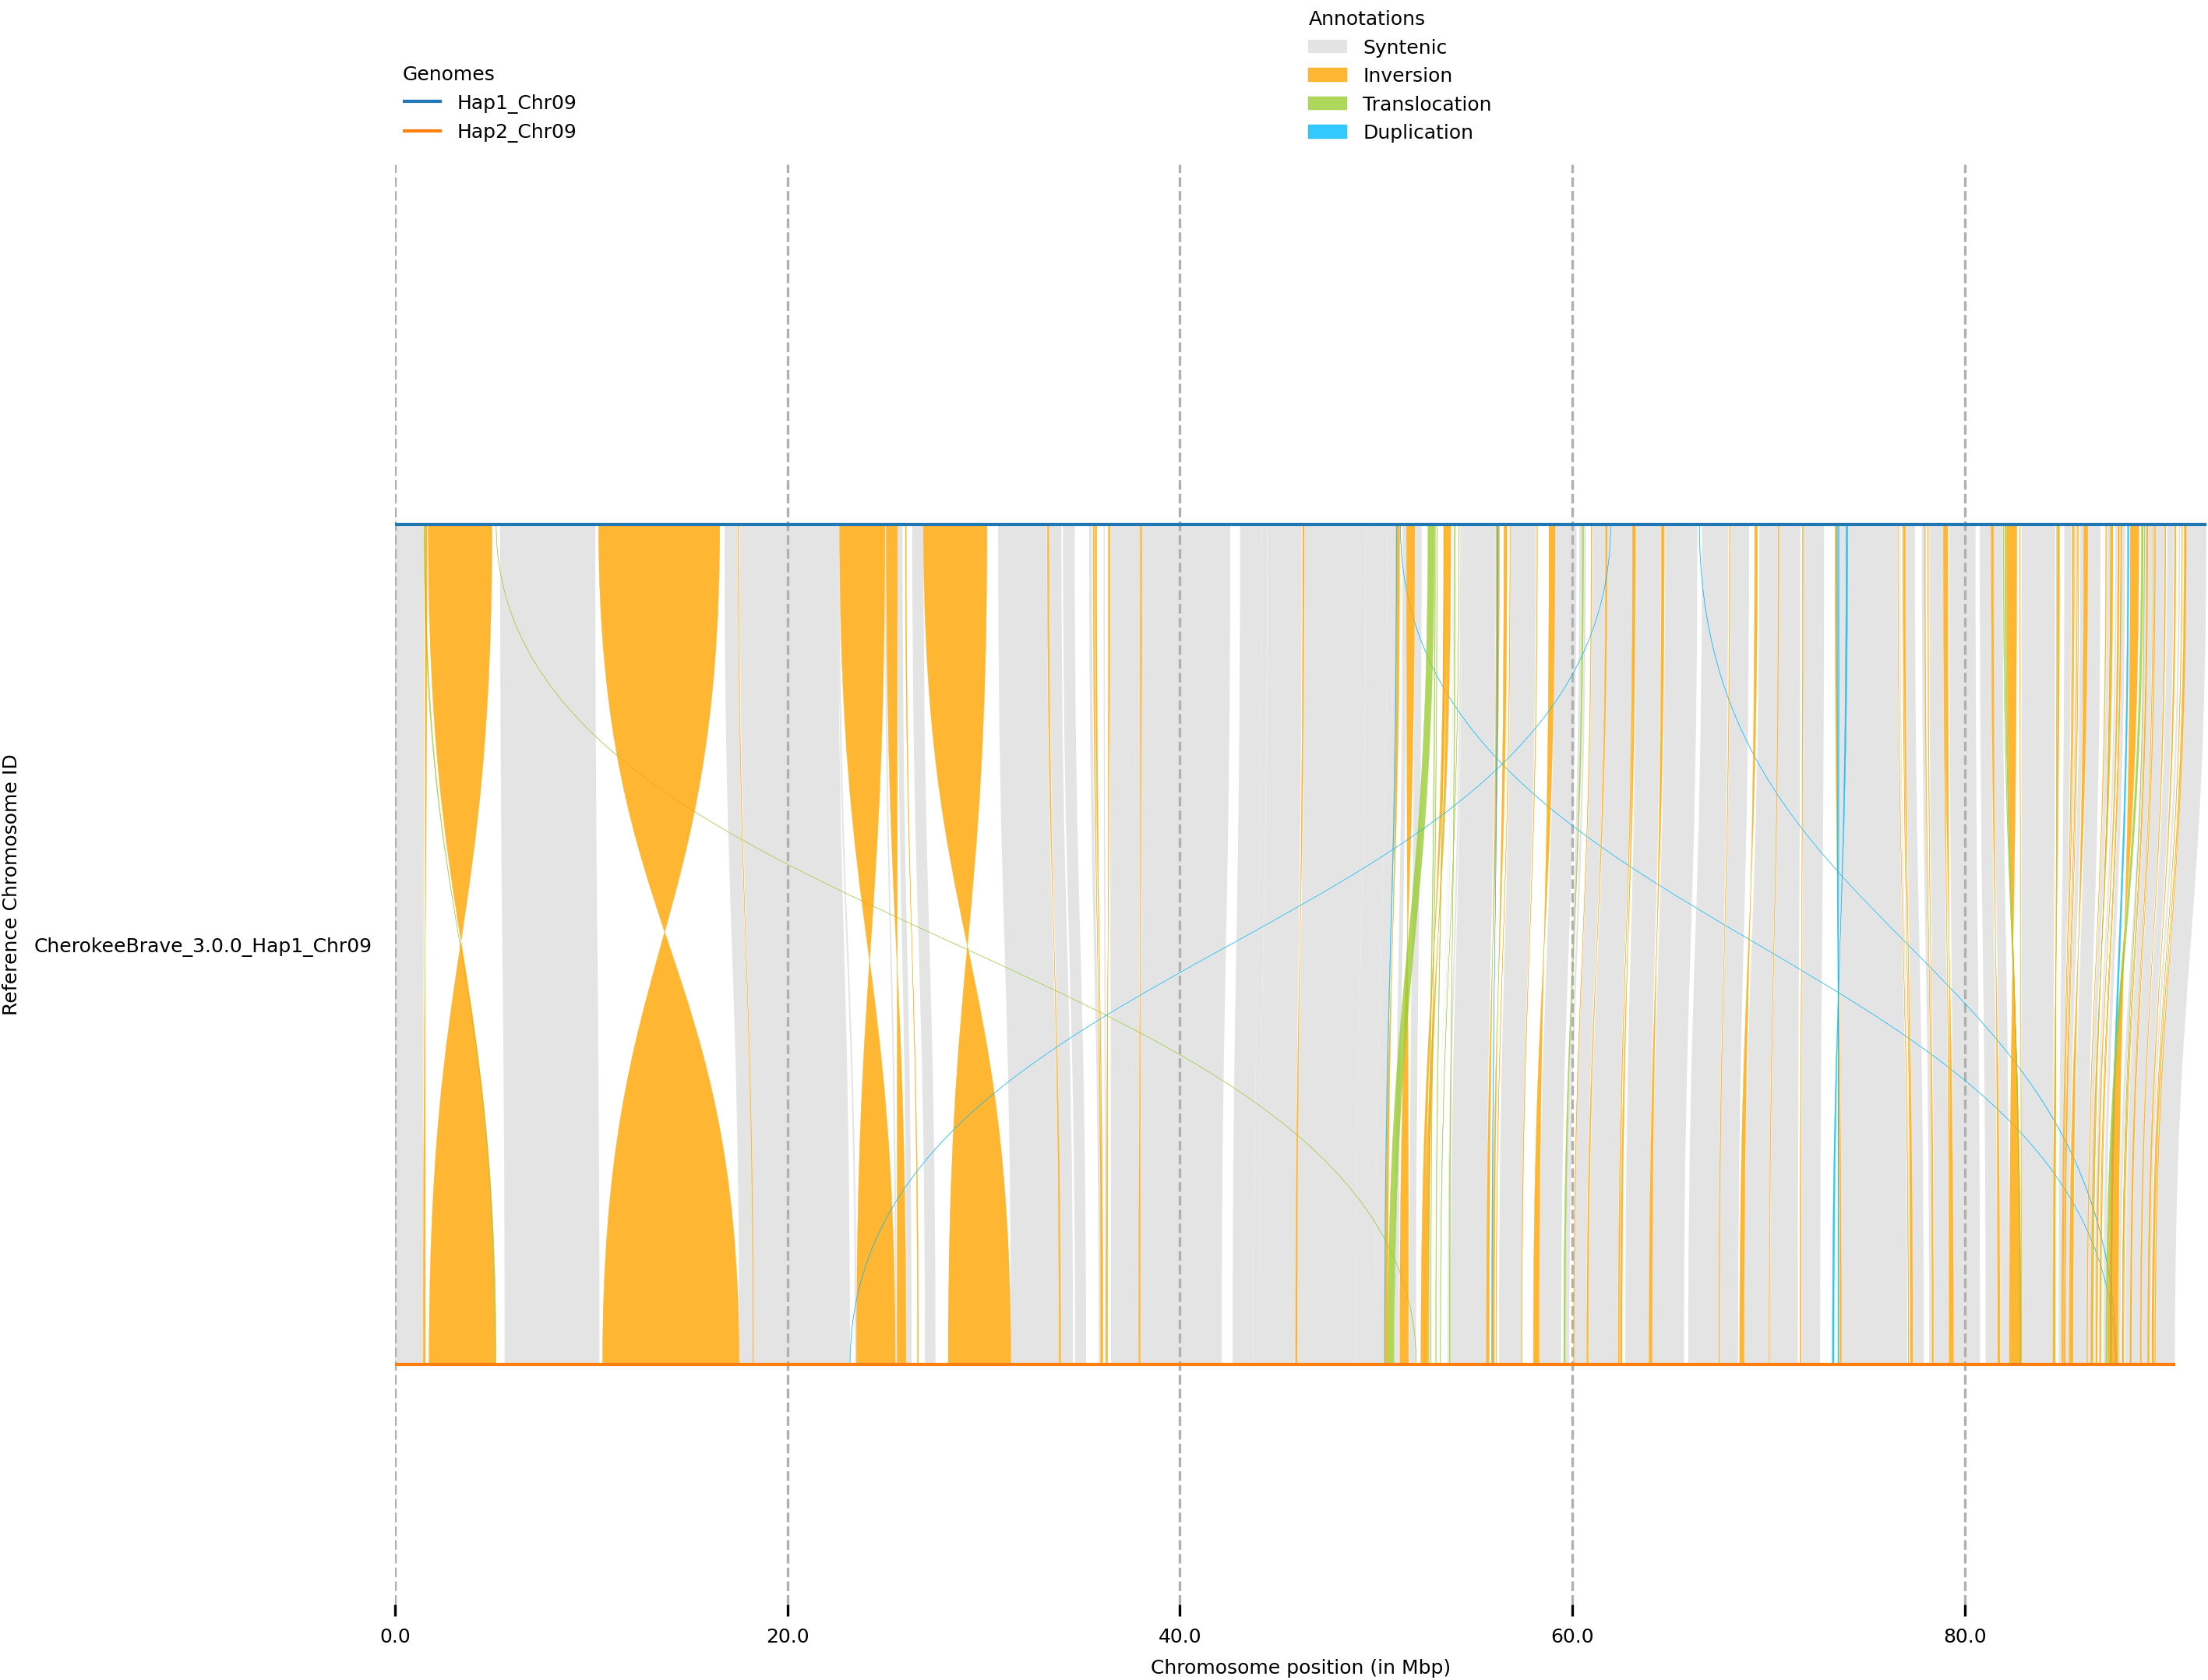 Annotations
Syntenic
Inversion
Translocation
Duplication
Genomes
Hap1_Chr09
Hap2_Chr09
Reference Chromosome ID
CherokeeBrave_3.0.0_Hap1_Chr09
0.0 20.0 40.0 60.0 80.0
Chromosome position (in Mbp)